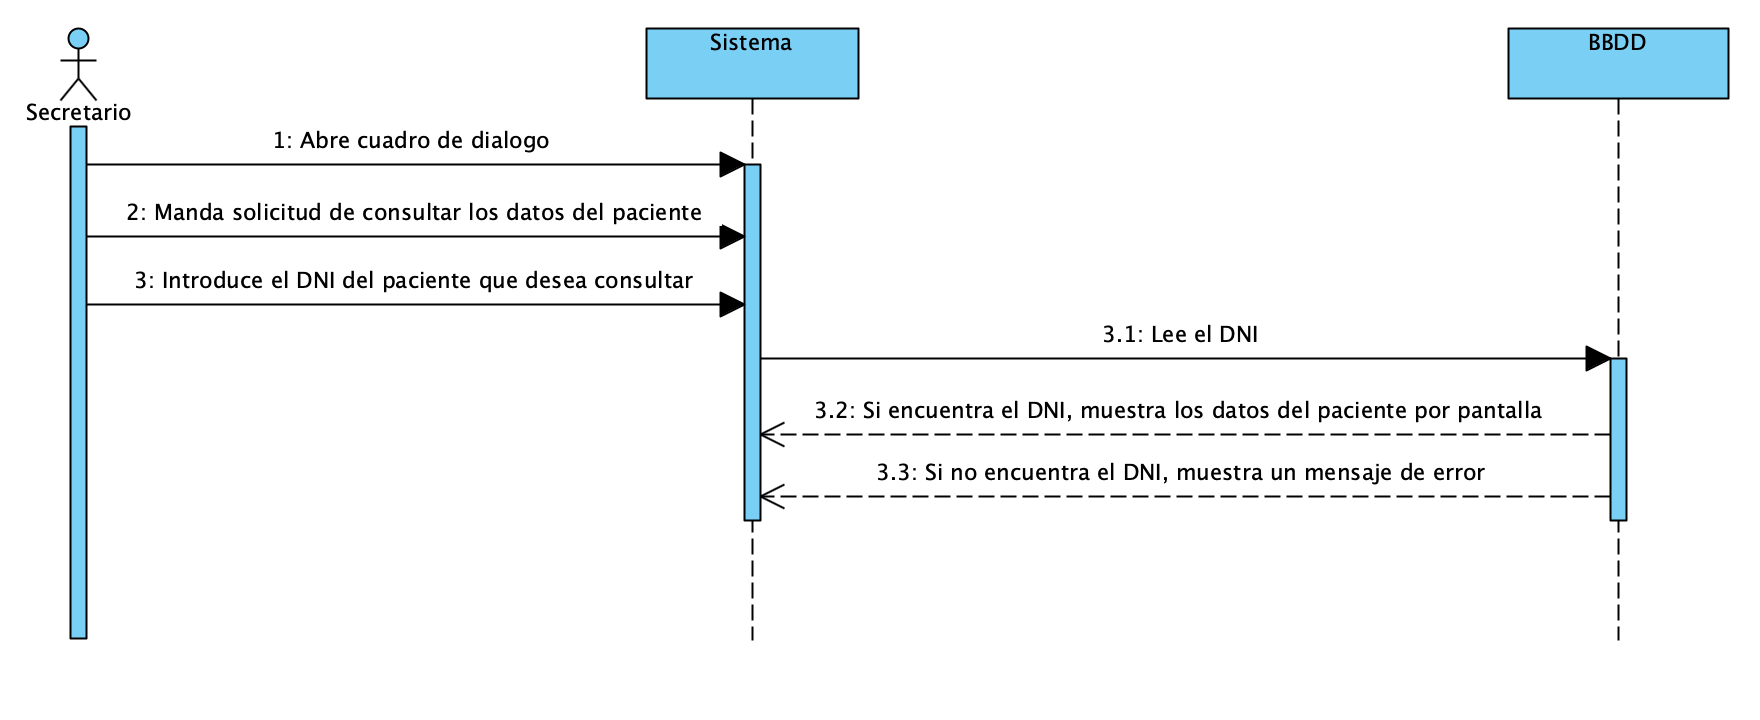 Secretario
Sistema
BBDD
1: Abre cuadro de dialogo
2: Manda solicitud de consultar los datos del paciente
3: Introduce el DNI del paciente que desea consultar
3.1: Lee el DNI
3.2: Si encuentra el DNI, muestra los datos del paciente por pantalla
3.3: Si no encuentra el DNI, muestra un mensaje de error